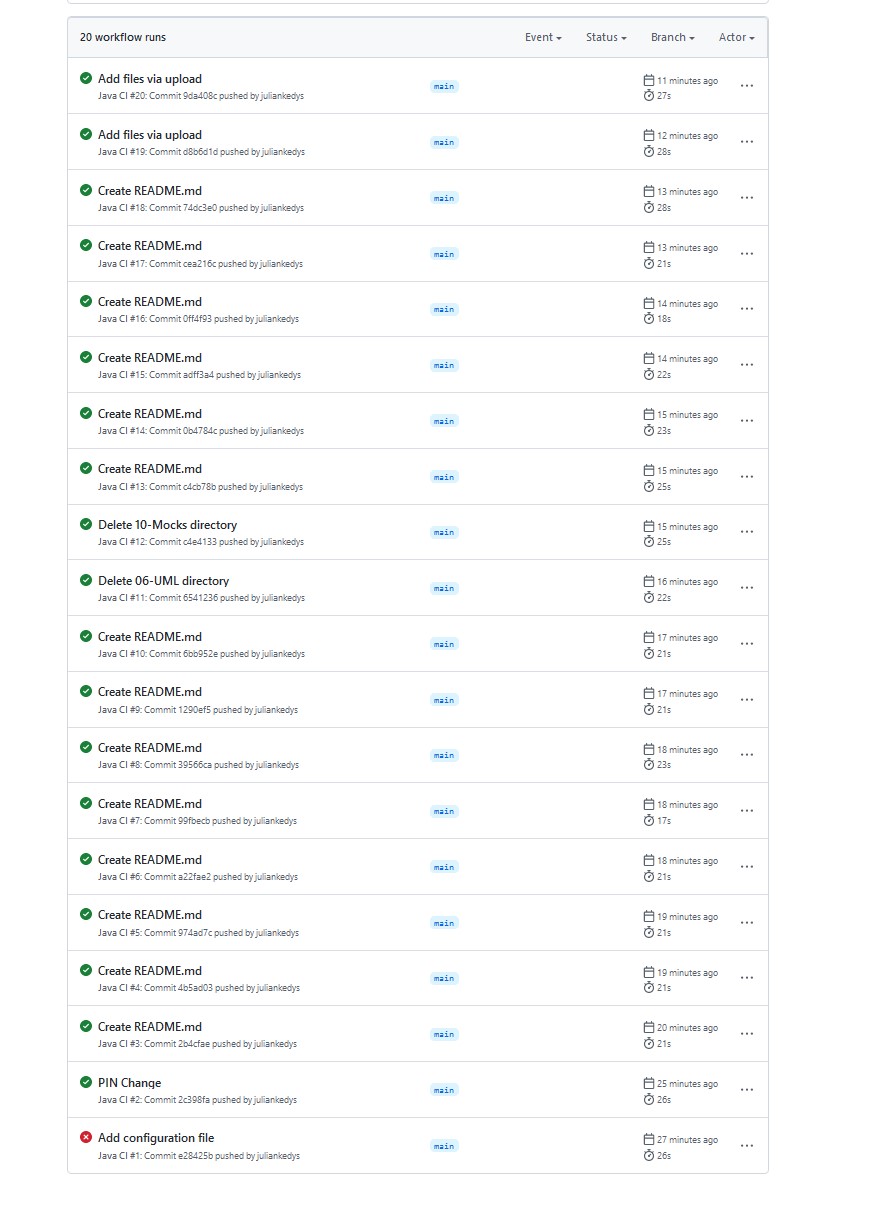 20 workflow runs
Event Status Branch Actor
Add files via upload
Java CI #20: Commit 9da408c pushed by juliankedys
main
11 minutes ago
27s
Add files via upload
Java CI #19: Commit d8b6d1d pushed by juliankedys
main
12 minutes ago
28s
Create README.md
Java CI #18: Commit 74dc3e0 pushed by juliankedys
main
13 minutes ago
28s
Create README.md
Java CI #17: Commit cea216c pushed by juliankedys
main
13 minutes ago
21s
Create README.md
Java CI #16: Commit 0ff4f93 pushed by juliankedys
main
14 minutes ago
18s
Create README.md
Java CI #15: Commit adff3a4 pushed by juliankedys
main
14 minutes ago
22s
Create README.md
Java CI #14: Commit 0b4784c pushed by juliankedys
main
15 minutes ago
23s
Create README.md
Java CI #13: Commit c4cb78b pushed by juliankedys
main
15 minutes ago
25s
Delete 10-Mocks directory
Java CI #12: Commit c4e4133 pushed by juliankedys
main
15 minutes ago
25s
Delete 06-UML directory
Java CI #11: Commit 6541236 pushed by juliankedys
main
16 minutes ago
22s
Create README.md
Java CI #10: Commit 6bb952e pushed by juliankedys
main
17 minutes ago
21s
Create README.md
Java CI #9: Commit 1290ef5 pushed by juliankedys
main
17 minutes ago
21s
Create README.md
Java CI #8: Commit 39566ca pushed by juliankedys
main
18 minutes ago
23s
Create README.md
Java CI #7: Commit 99fbecb pushed by juliankedys
main
18 minutes ago
17s
Create README.md
Java CI #6: Commit a22fae2 pushed by juliankedys
main
18 minutes ago
21s
Create README.md
Java CI #5: Commit 974ad7c pushed by juliankedys
main
19 minutes ago
21s
Create README.md
Java CI #4: Commit 4b5ad03 pushed by juliankedys
main
19 minutes ago
21s
Create README.md
Java CI #3: Commit 2b4cfae pushed by juliankedys
main
20 minutes ago
21s
PIN Change
Java CI #2: Commit 2c398fa pushed by juliankedys
main
25 minutes ago
26s
Add configuration file
Java CI #1: Commit e28425b pushed by juliankedys
main
27 minutes ago
26s